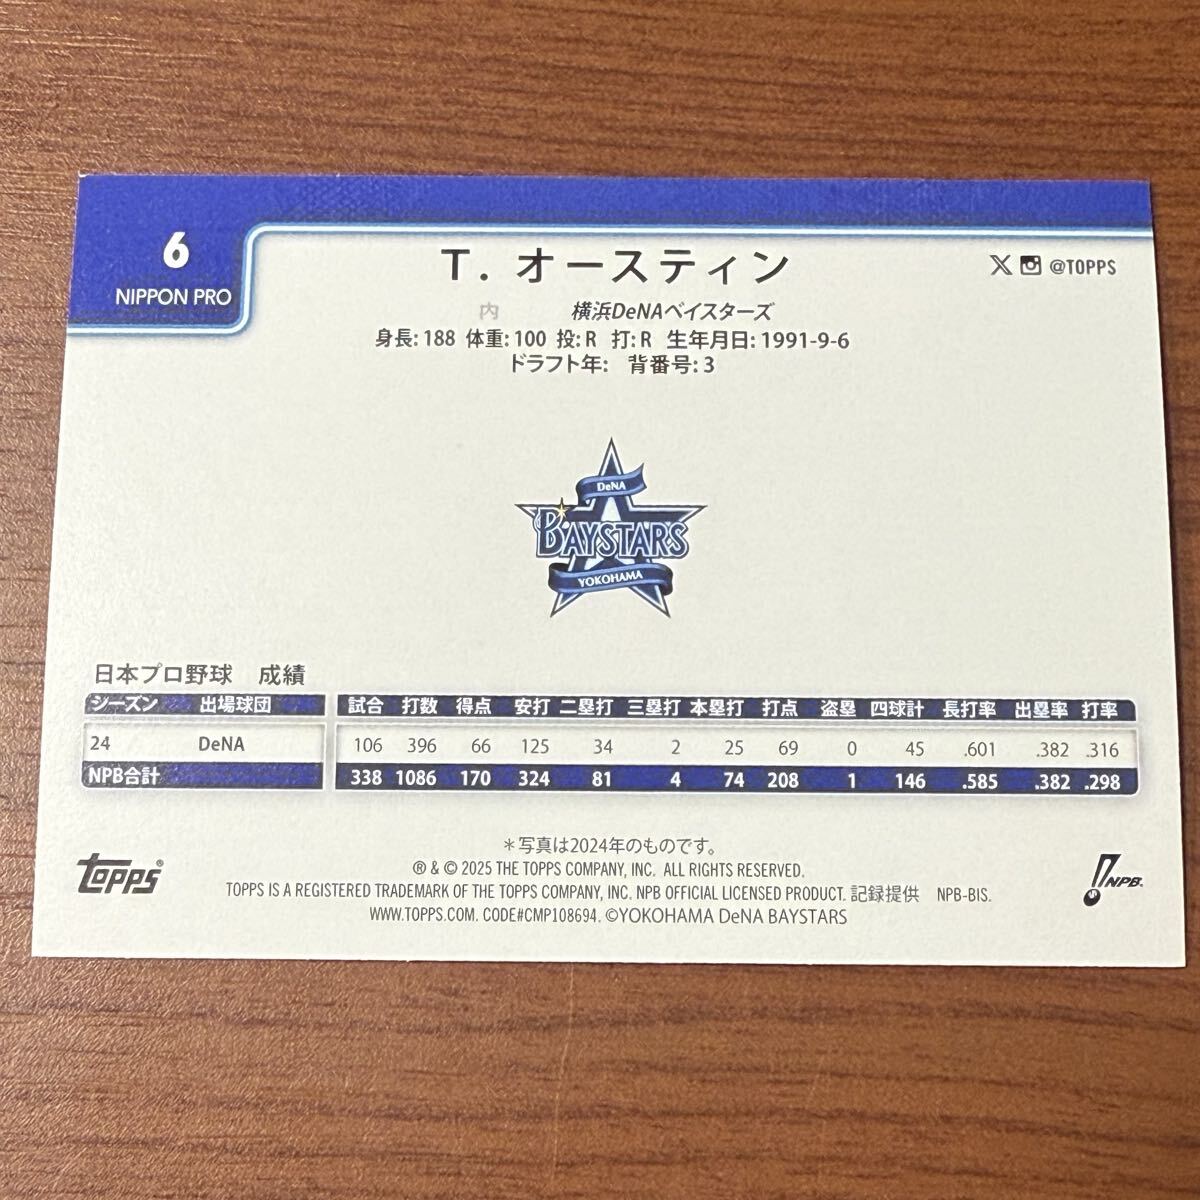 6
NIPPON PRO
T. オースティン
@TOPPS
内 横浜DeNAベイスターズ
身長: 188 体重: 100 投: R 打: R 生年月日: 1991-9-6
ドラフト年: 背番号: 3
DeNA
BAYSTARS
YOKOHAMA
日本プロ野球 成績
シーズン 出場球団 試合 打数 得点 安打 二塁打 三塁打 本塁打 打点 盗塁 四球計 長打率 出塁率 打率
24 DeNA 106 396 66 125 34 2 25 69 0 45 .601 .382 .316
NPB合計 338 1086 170 324 81 4 74 208 1 146 .585 .382 .298
＊写真は2024年のものです。
® & © 2025 THE TOPPS COMPANY, INC. ALL RIGHTS RESERVED.
TOPPS IS A REGISTERED TRADEMARK OF THE TOPPS COMPANY, INC. NPB OFFICIAL LICENSED PRODUCT. 記録提供 NPB-BIS.
WWW.TOPPS.COM. CODE#CMP108694. ©YOKOHAMA DeNA BAYSTARS
TOPPS®
NPB.